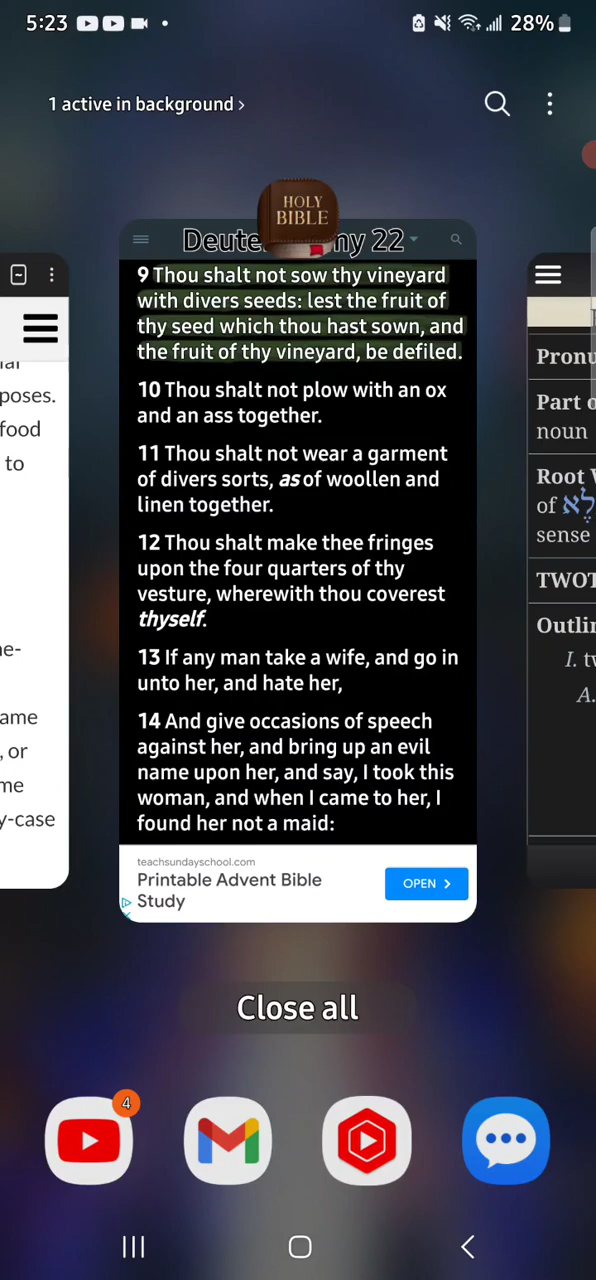 5:23
28%
1 active in background >
HOLY
BIBLE
Deute
ny 22
9 Thou shalt not sow thy vineyard
with divers seeds: lest the fruit of
thy seed which thou hast sown, and
the fruit of thy vineyard, be defiled.
10 Thou shalt not plow with an ox
and an ass together.
11 Thou shalt not wear a garment
of divers sorts, as of woollen and
linen together.
12 Thou shalt make thee fringes
upon the four quarters of thy
vesture, wherewith thou coverest
thyself.
13 If any man take a wife, and go in
unto her, and hate her,
14 And give occasions of speech
against her, and bring up an evil
name upon her, and say, I took this
woman, and when I came to her, I
found her not a maid:
teachsundayschool.com
Printable Advent Bible
Study
OPEN >
poses.
food
to
ne-
ame
, or
me
y-case
Pronu
Part o
noun
Root
of
sense
TWOT
Outlin
I. tw
A.
Close all
4